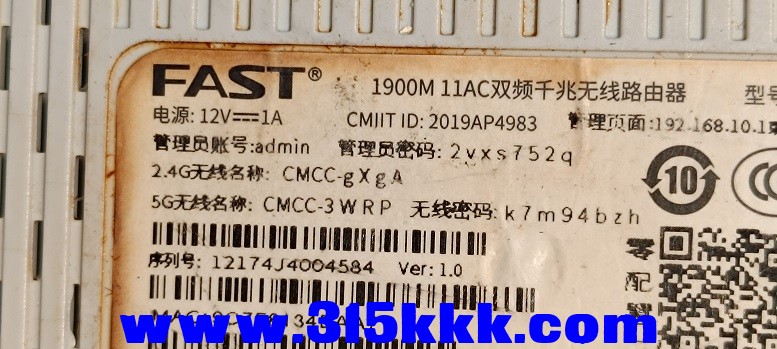 FAST® 1900M 11AC双频千兆无线路由器 型号
电源: 12V⎓1A CMIIT ID: 2019AP4983 管理页面:192.168.10.1
管理员账号:admin 管理员密码: 2vxs752q
2.4G无线名称: CMCC-gXgA
5G无线名称: CMCC-3WRP 无线密码: k7m94bzh
序列号: 12174J4004584 Ver: 1.0
零
配
www.315kkk.com